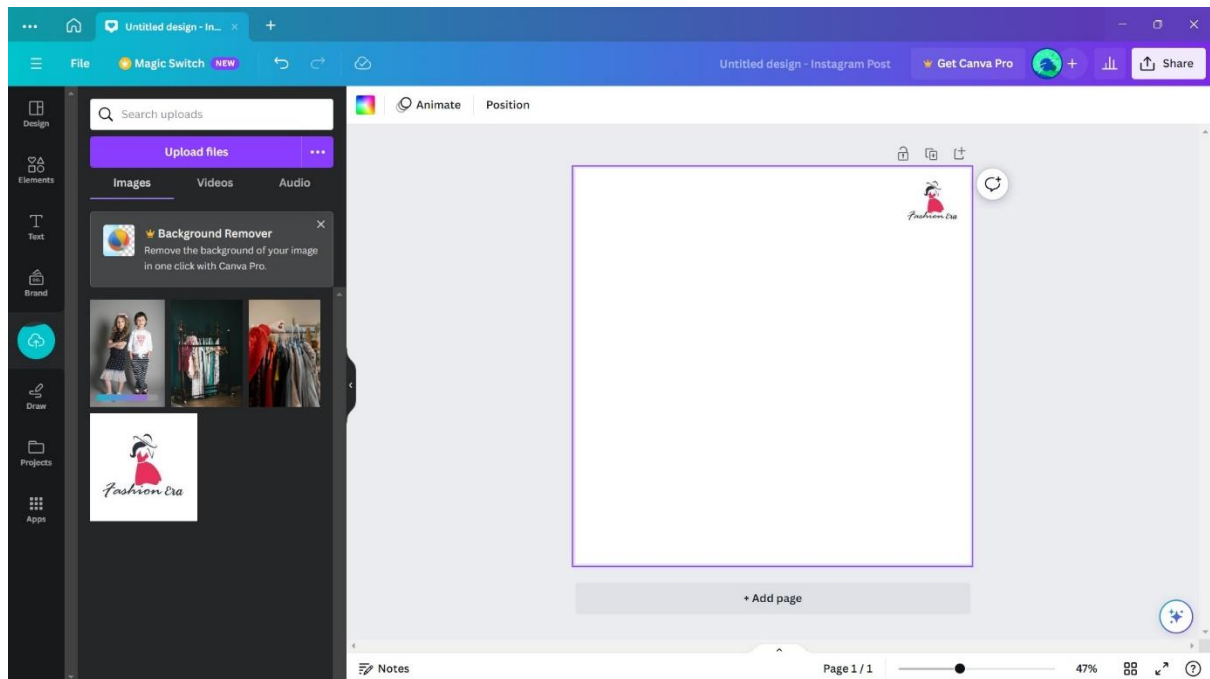 Untitled design - In...
File
Magic Switch NEW
Untitled design - Instagram Post
Get Canva Pro
Share
Design
Elements
Text
Brand
Draw
Projects
Apps
Search uploads
Upload files
Images Videos Audio
Background Remover
Remove the background of your image
in one click with Canva Pro.
Fashion Era
Animate Position
Fashion Era
+ Add page
Notes
Page 1 / 1
47%